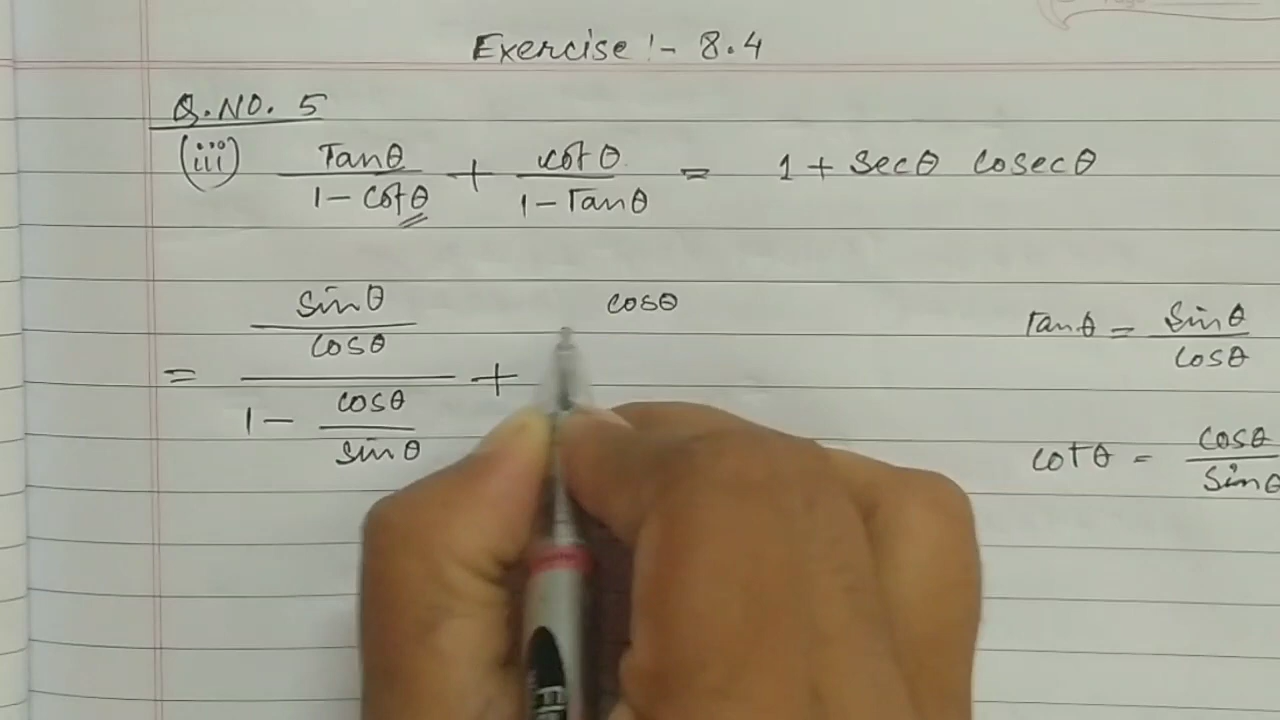 Exercise :- 8.4
Q.NO. 5
(iii) Tanθ / 1 - cotθ + cotθ / 1 - Tanθ = 1 + secθ cosecθ
= sinθ / cosθ / 1 - cosθ / sinθ + cosθ
Tanθ = sinθ / cosθ
cotθ = cosθ / sinθ